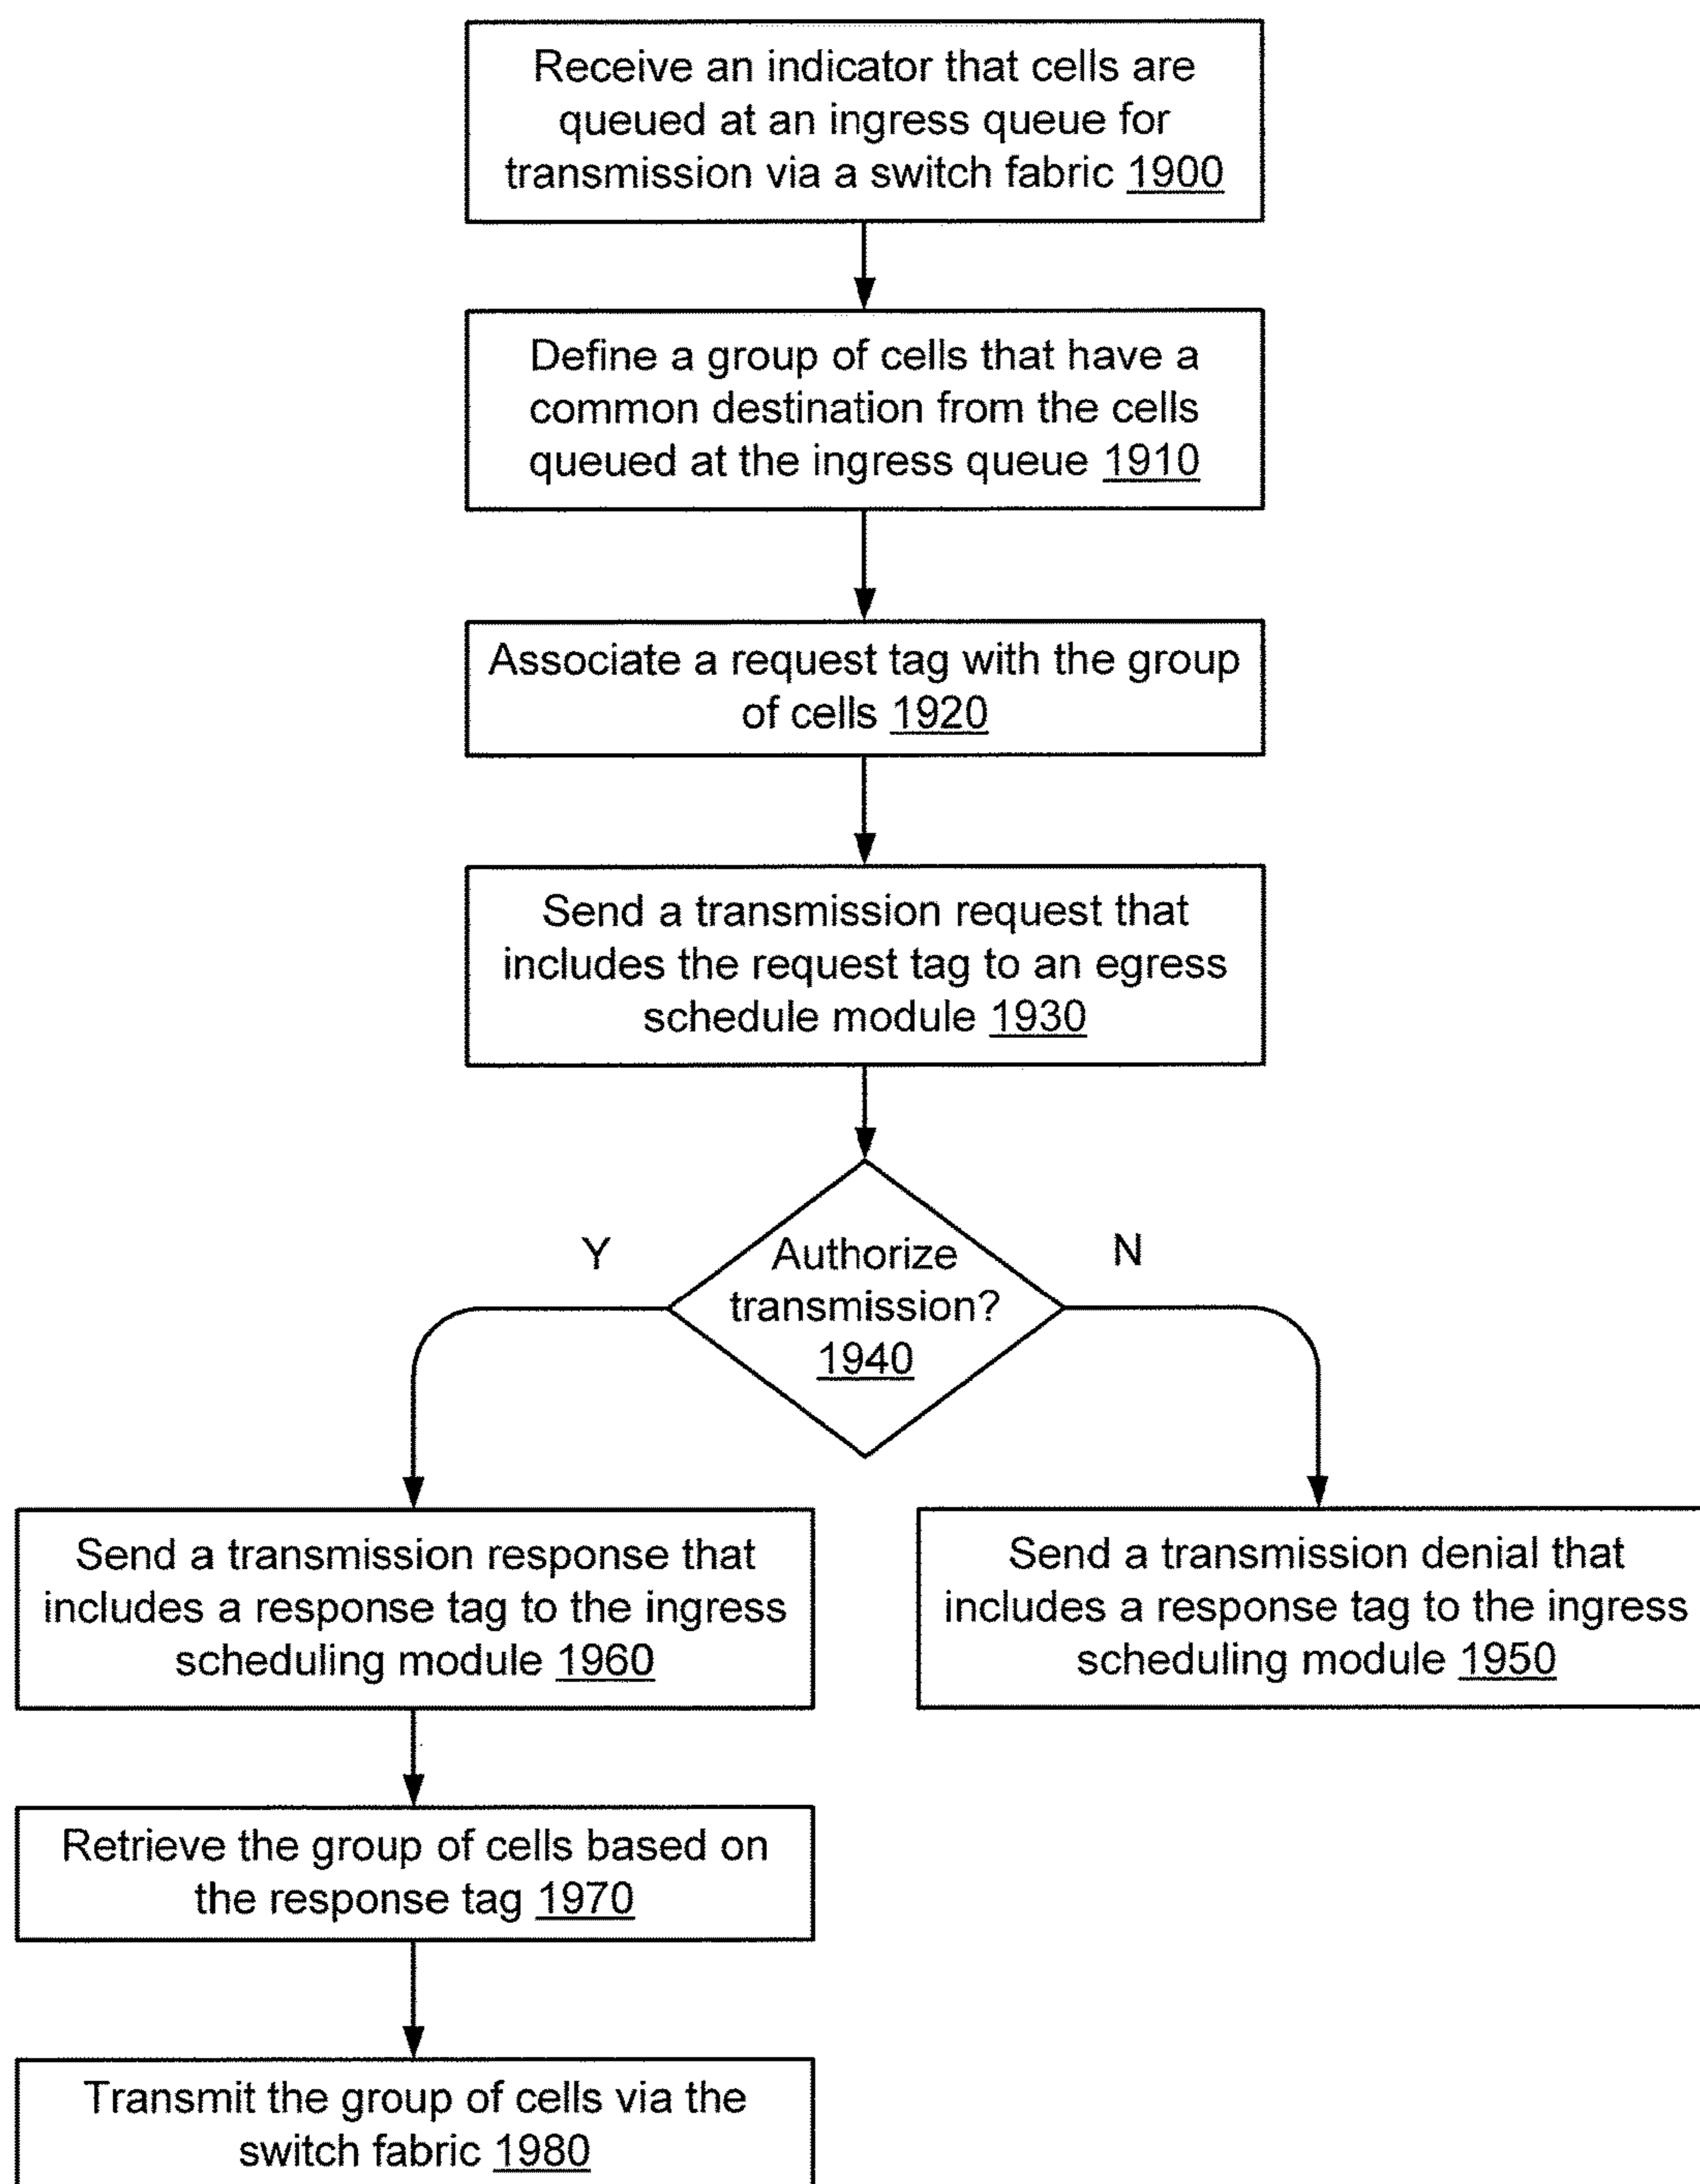 Receive an indicator that cells are
queued at an ingress queue for
transmission via a switch fabric 1900
Define a group of cells that have a
common destination from the cells
queued at the ingress queue 1910
Associate a request tag with the group
of cells 1920
Send a transmission request that
includes the request tag to an egress
schedule module 1930
Authorize
transmission?
1940
Y
N
Send a transmission response that
includes a response tag to the ingress
scheduling module 1960
Send a transmission denial that
includes a response tag to the ingress
scheduling module 1950
Retrieve the group of cells based on
the response tag 1970
Transmit the group of cells via the
switch fabric 1980